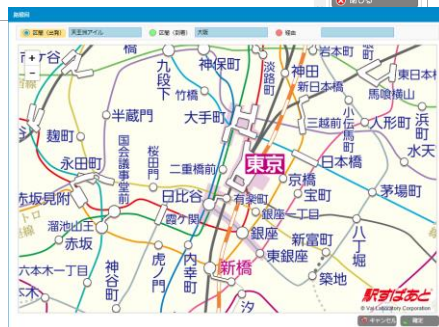 閉じる
路線図
区間（出発） 天王洲アイル 区間（到着） 大阪 経由
+
-
市ケ谷
九段下
神保町
淡路町
神田
岩本町
東日本橋
新日本橋
馬喰横山
竹橋
小伝馬町
半蔵門
大手町
三越前
人形町
浜町
水天
麹町
国会議事堂前
桜田門
二重橋前
東京
日本橋
永田町
京橋
茅場町
赤坂見附
日比谷
有楽町
宝町
霞ケ関
銀座一丁目
溜池山王
銀座
新富町
八丁堀
赤坂
東銀座
六本木一丁目
神谷町
虎ノ門
内幸町
新橋
築地
汐
駅すぱあと
© Val Laboratory Corporation
キャンセル 確定